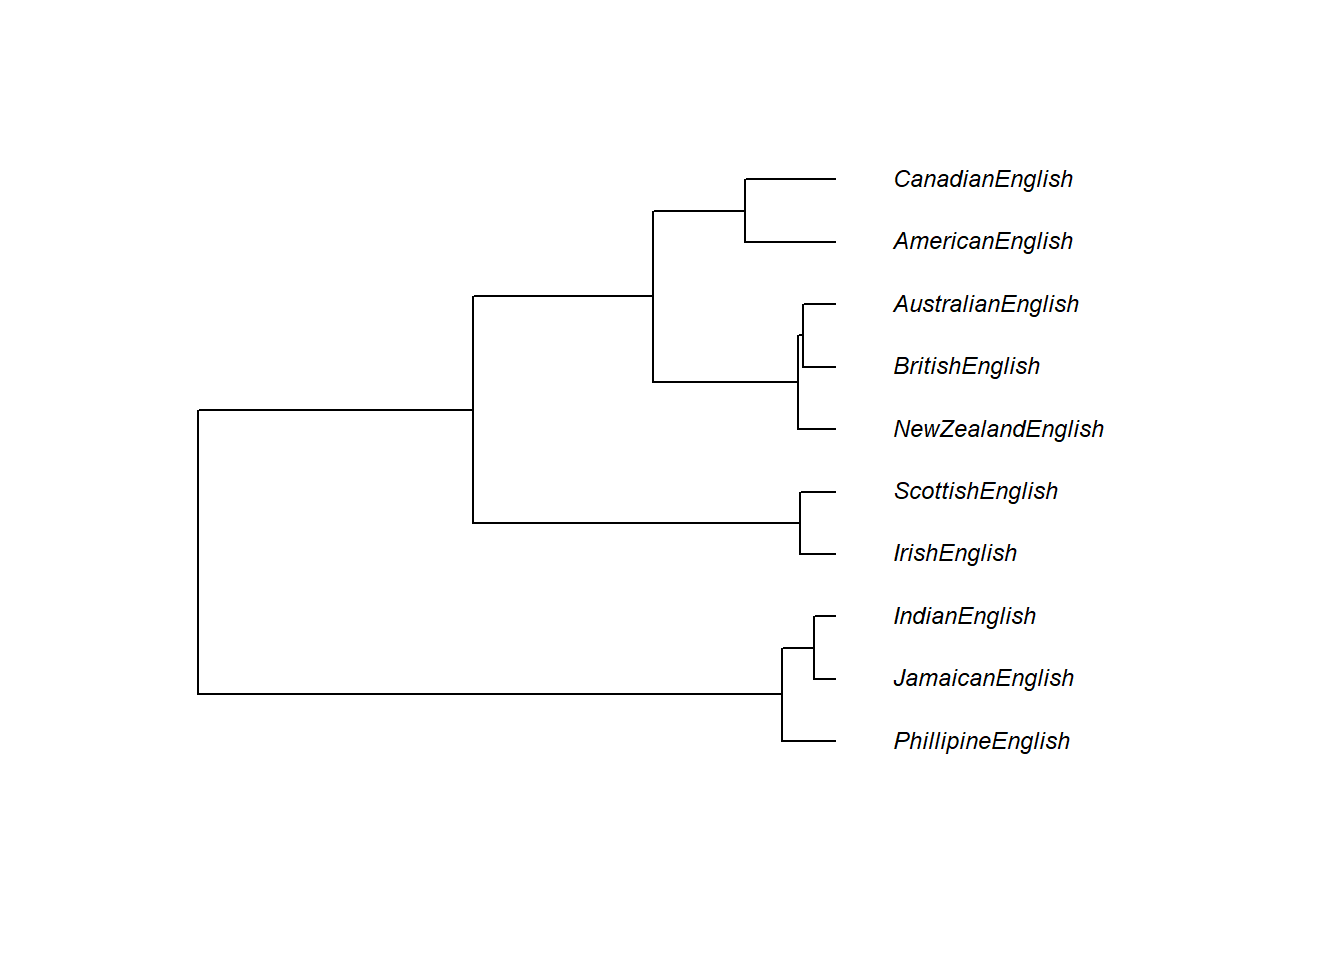 CanadianEnglish
AmericanEnglish
AustralianEnglish
BritishEnglish
NewZealandEnglish
ScottishEnglish
IrishEnglish
IndianEnglish
JamaicanEnglish
PhillipineEnglish